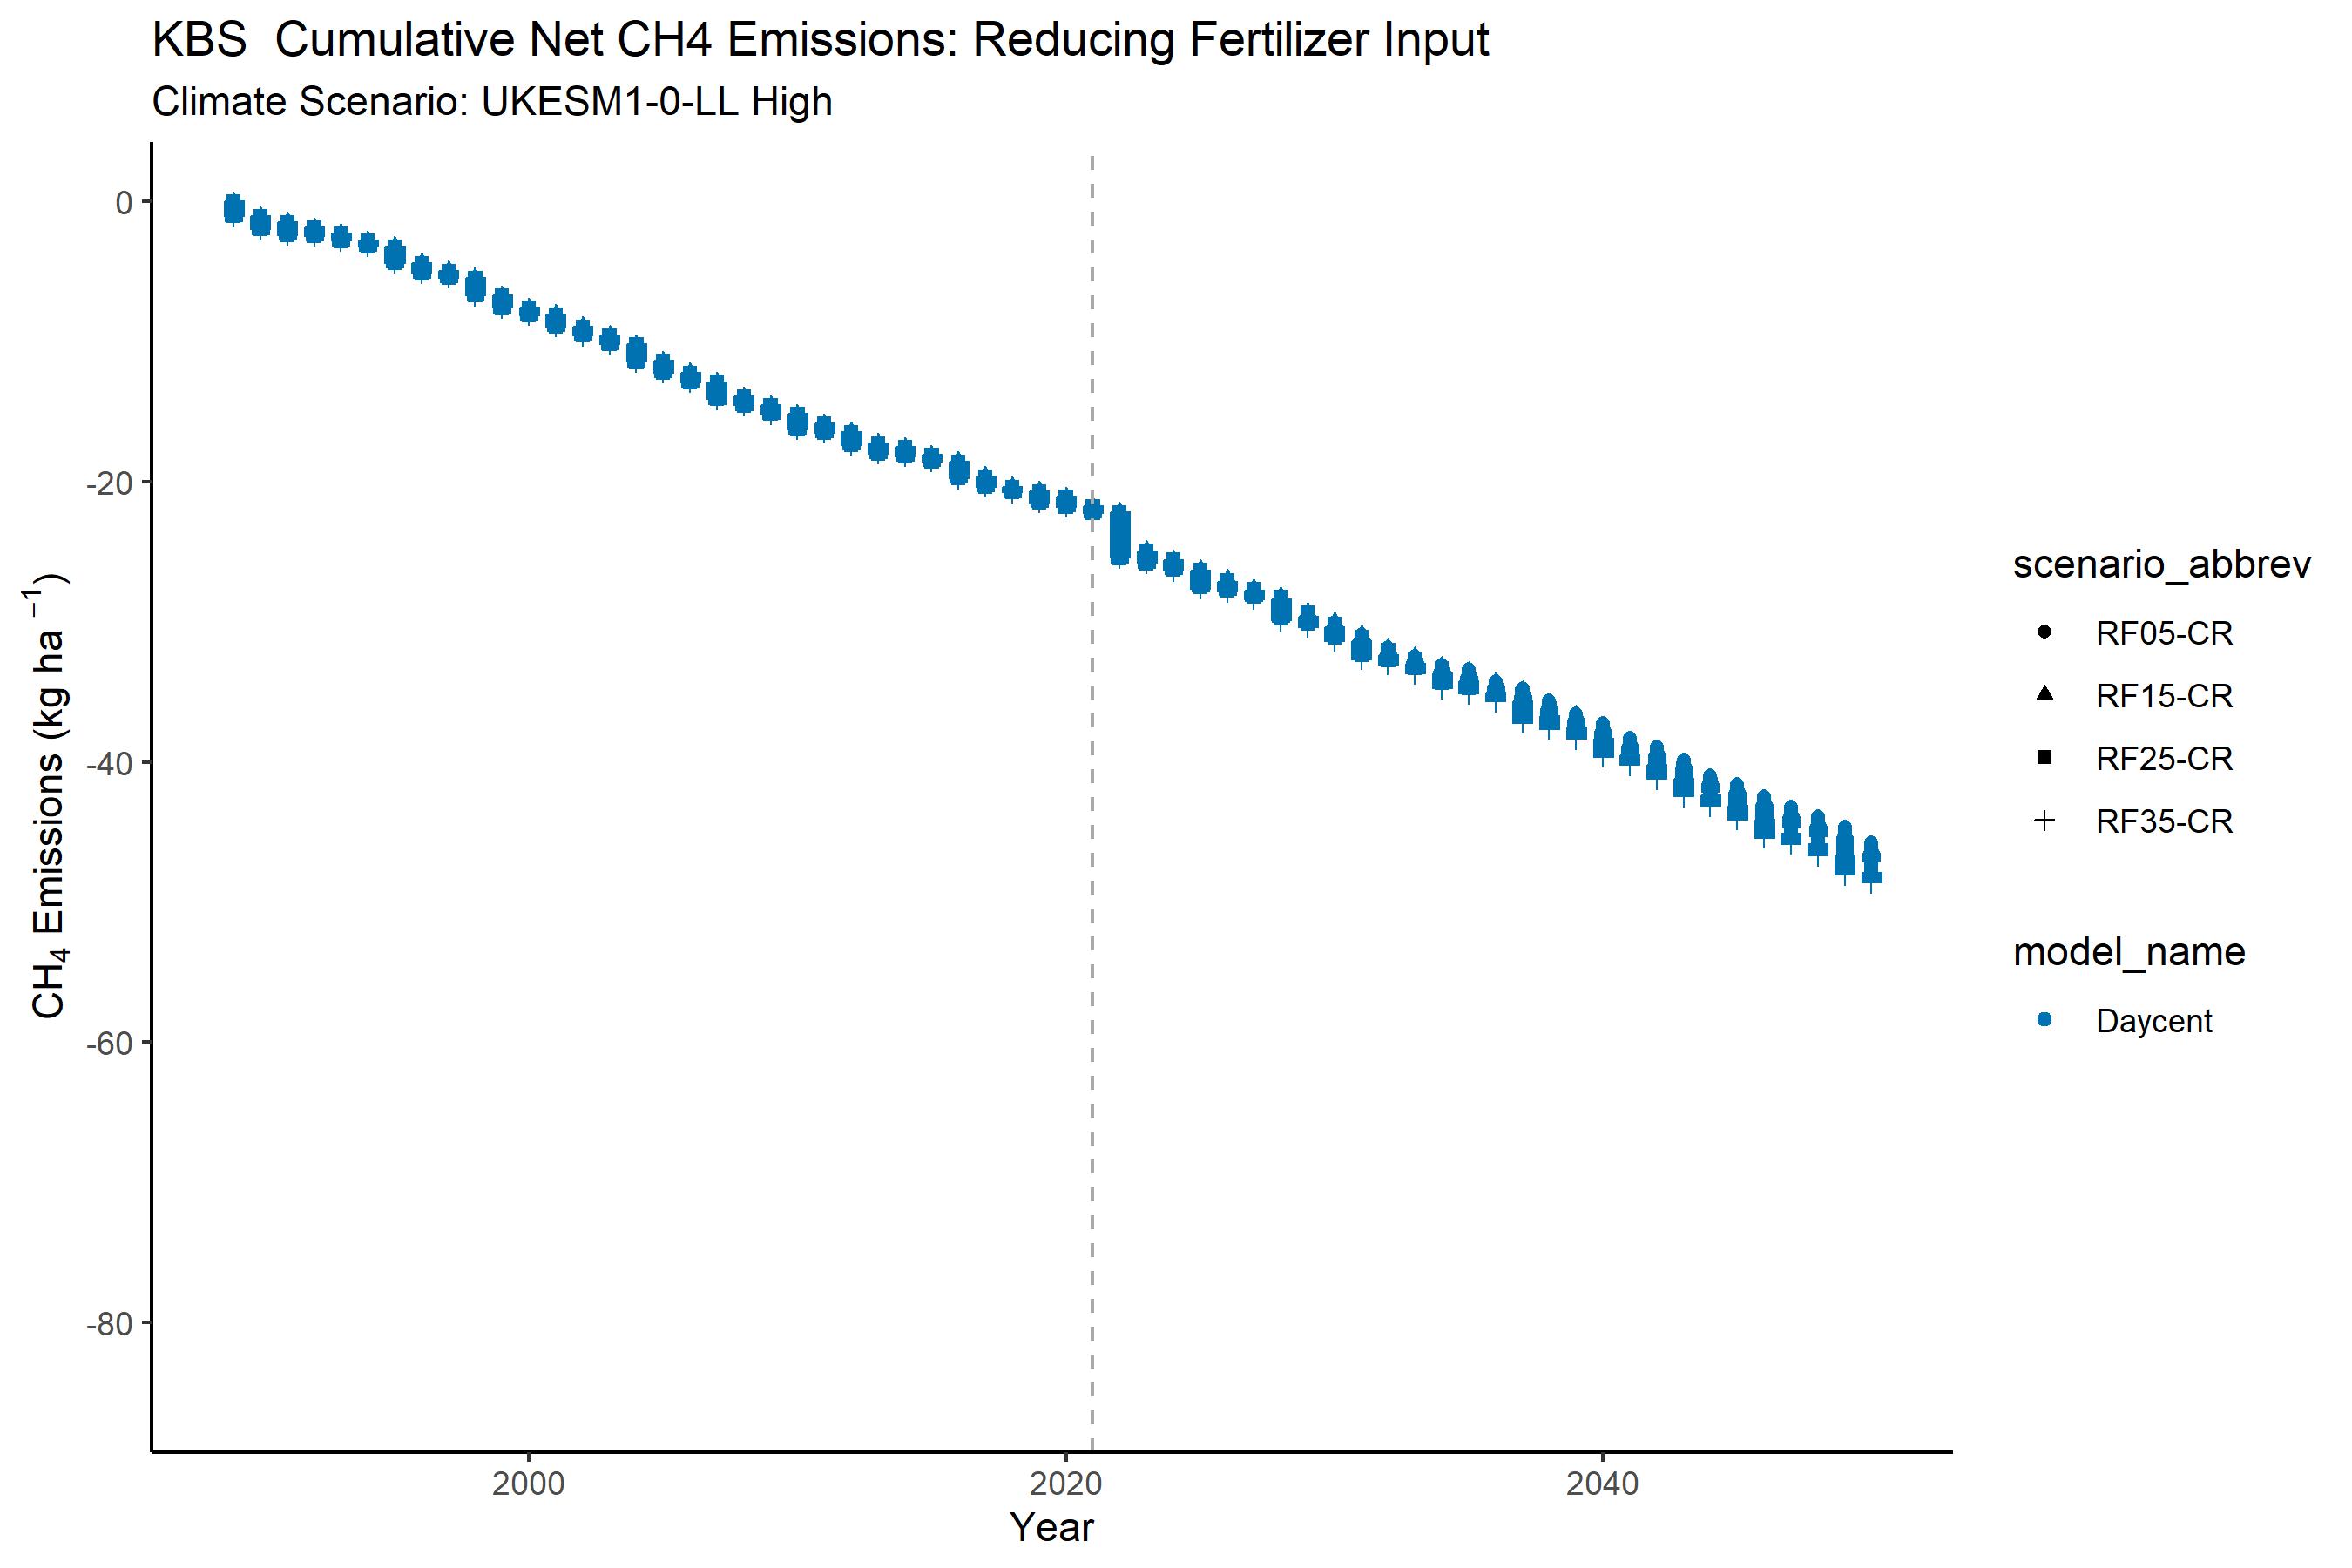 KBS  Cumulative Net CH4 Emissions: Reducing Fertilizer Input
Climate Scenario: UKESM1-0-LL High
CH4 Emissions (kg ha −1)
0
-20
-40
-60
-80
2000
2020
2040
Year
scenario_abbrev
RF05-CR
RF15-CR
RF25-CR
RF35-CR
model_name
Daycent